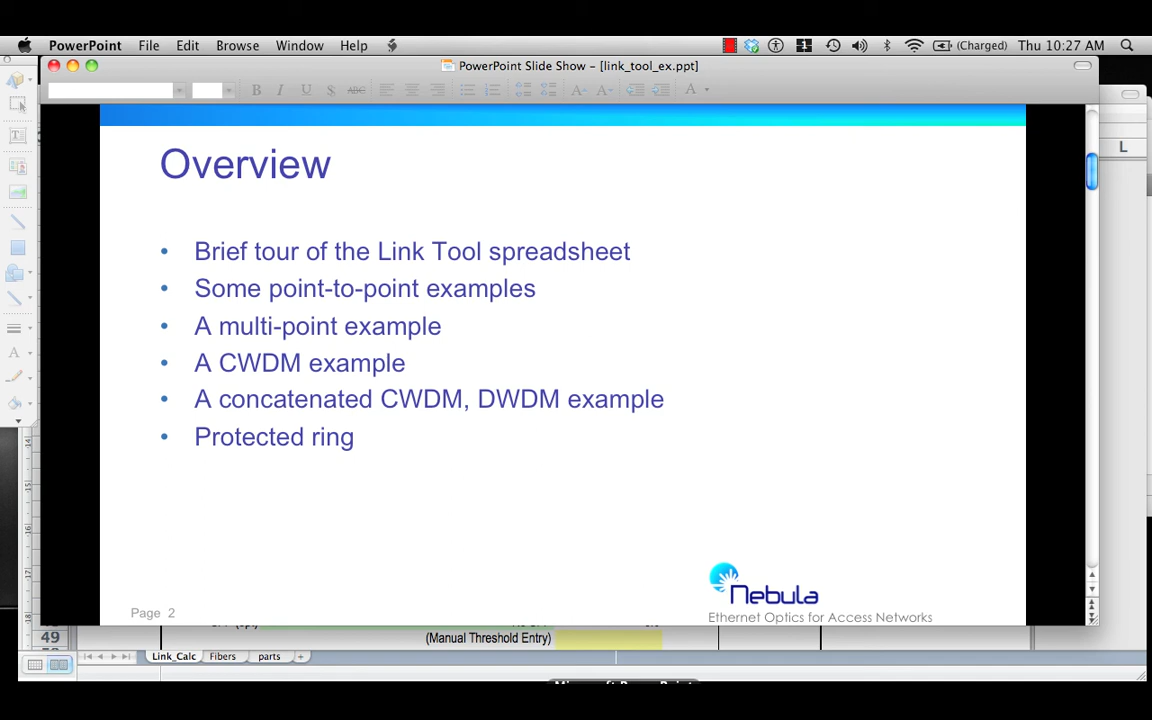 PowerPoint File Edit Browse Window Help (Charged) Thu 10:27 AM
PowerPoint Slide Show – [link_tool_ex.ppt]
B I U S ABC A A A
L
Overview
• Brief tour of the Link Tool spreadsheet
• Some point-to-point examples
• A multi-point example
• A CWDM example
• A concatenated CWDM, DWDM example
• Protected ring
Nebula
Ethernet Optics for Access Networks
Page 2
49 (Manual Threshold Entry)
Link_Calc Fibers parts +